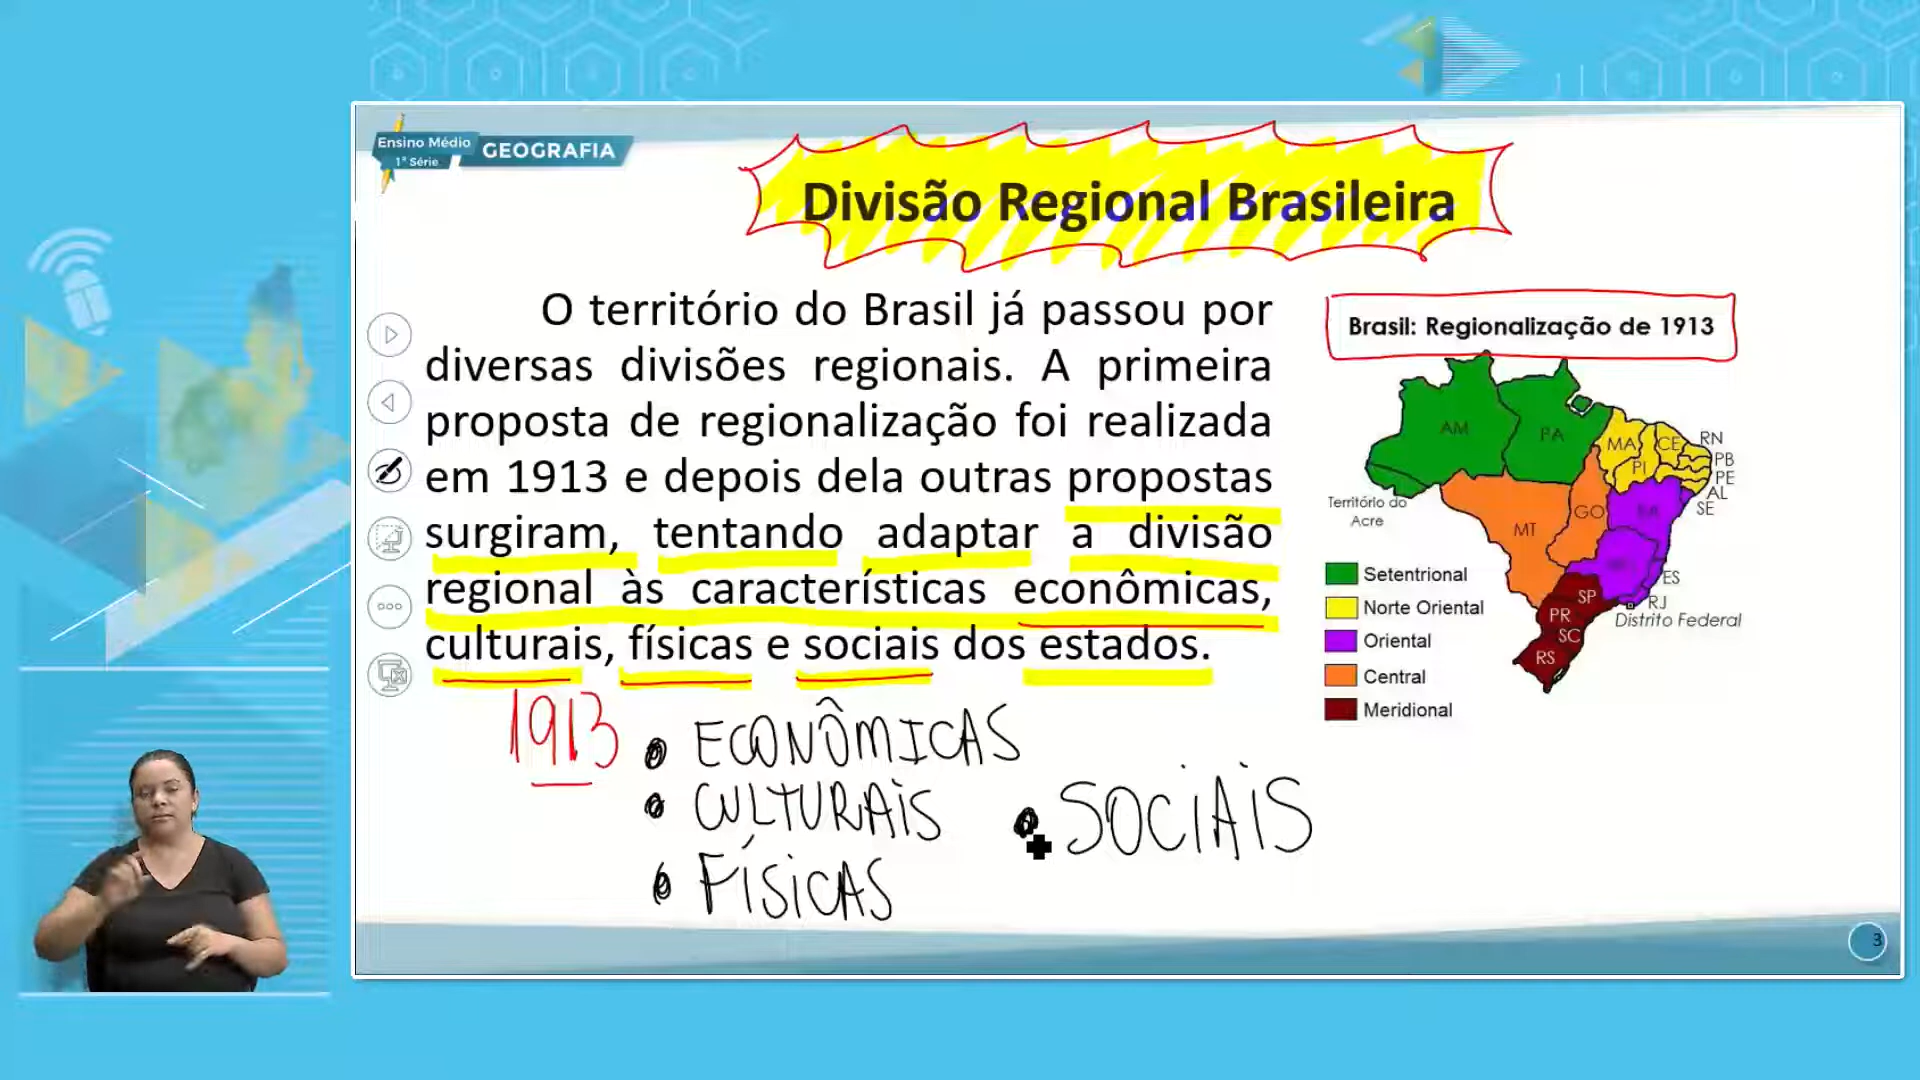 Ensino Médio
1ª Série
GEOGRAFIA
Divisão Regional Brasileira
O território do Brasil já passou por
diversas divisões regionais. A primeira
proposta de regionalização foi realizada
em 1913 e depois dela outras propostas
surgiram, tentando adaptar a divisão
regional às características econômicas,
culturais, físicas e sociais dos estados.
1913
ECONÔMICAS
CULTURAIS
FÍSICAS
SOCIAIS
Brasil: Regionalização de 1913
AM
PA
MA
CE
RN
PB
PI
PE
AL
SE
Território do
Acre
MT
GO
BA
ES
RJ
Distrito Federal
SP
PR
SC
RS
Setentrional
Norte Oriental
Oriental
Central
Meridional
3